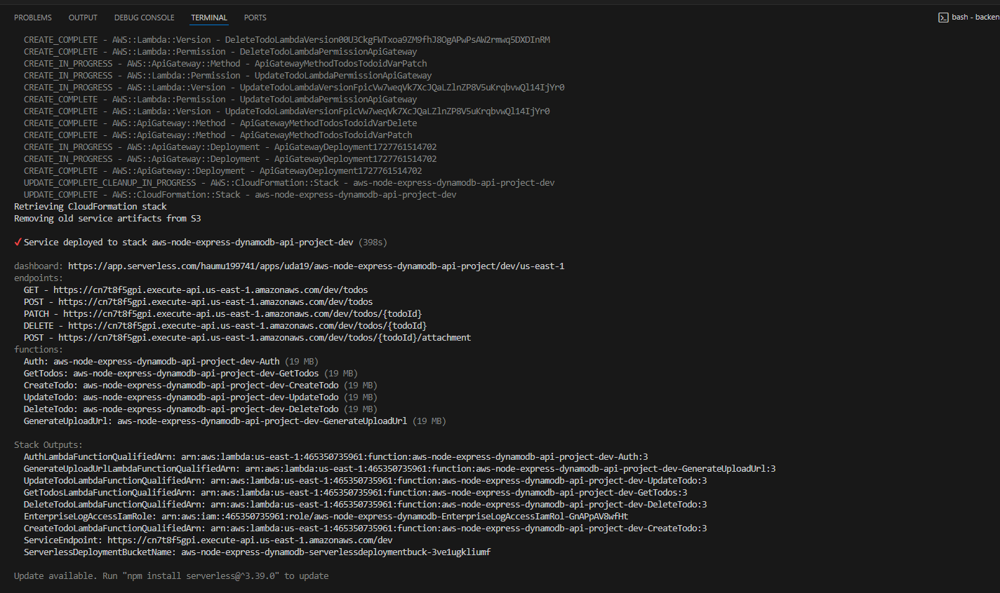 PROBLEMS OUTPUT DEBUG CONSOLE TERMINAL PORTS bash - backen
CREATE_COMPLETE - AWS::Lambda::Version - DeleteTodoLambdaVersion00U3CkgFWTxoa9ZM9fhJ8OgAPwPsAW2rmwq5DXDInRM
CREATE_COMPLETE - AWS::Lambda::Permission - DeleteTodoLambdaPermissionApiGateway
CREATE_IN_PROGRESS - AWS::ApiGateway::Method - ApiGatewayMethodTodosTodoidVarPatch
CREATE_IN_PROGRESS - AWS::Lambda::Permission - UpdateTodoLambdaPermissionApiGateway
CREATE_IN_PROGRESS - AWS::Lambda::Version - UpdateTodoLambdaVersionFpicVw7weqVk7XcJQaLZlnZP8V5uKrqbvwQl14IjYr0
CREATE_COMPLETE - AWS::Lambda::Permission - UpdateTodoLambdaPermissionApiGateway
CREATE_COMPLETE - AWS::Lambda::Version - UpdateTodoLambdaVersionFpicVw7weqVk7XcJQaLZlnZP8V5uKrqbvwQl14IjYr0
CREATE_COMPLETE - AWS::ApiGateway::Method - ApiGatewayMethodTodosTodoidVarDelete
CREATE_COMPLETE - AWS::ApiGateway::Method - ApiGatewayMethodTodosTodoidVarPatch
CREATE_IN_PROGRESS - AWS::ApiGateway::Deployment - ApiGatewayDeployment1727761514702
CREATE_IN_PROGRESS - AWS::ApiGateway::Deployment - ApiGatewayDeployment1727761514702
CREATE_COMPLETE - AWS::ApiGateway::Deployment - ApiGatewayDeployment1727761514702
UPDATE_COMPLETE_CLEANUP_IN_PROGRESS - AWS::CloudFormation::Stack - aws-node-express-dynamodb-api-project-dev
UPDATE_COMPLETE - AWS::CloudFormation::Stack - aws-node-express-dynamodb-api-project-dev
Retrieving CloudFormation stack
Removing old service artifacts from S3
✔ Service deployed to stack aws-node-express-dynamodb-api-project-dev (398s)
dashboard: https://app.serverless.com/haumu199741/apps/uda19/aws-node-express-dynamodb-api-project/dev/us-east-1
endpoints:
GET - https://cn7t8f5gpi.execute-api.us-east-1.amazonaws.com/dev/todos
POST - https://cn7t8f5gpi.execute-api.us-east-1.amazonaws.com/dev/todos
PATCH - https://cn7t8f5gpi.execute-api.us-east-1.amazonaws.com/dev/todos/{todoId}
DELETE - https://cn7t8f5gpi.execute-api.us-east-1.amazonaws.com/dev/todos/{todoId}
POST - https://cn7t8f5gpi.execute-api.us-east-1.amazonaws.com/dev/todos/{todoId}/attachment
functions:
Auth: aws-node-express-dynamodb-api-project-dev-Auth (19 MB)
GetTodos: aws-node-express-dynamodb-api-project-dev-GetTodos (19 MB)
CreateTodo: aws-node-express-dynamodb-api-project-dev-CreateTodo (19 MB)
UpdateTodo: aws-node-express-dynamodb-api-project-dev-UpdateTodo (19 MB)
DeleteTodo: aws-node-express-dynamodb-api-project-dev-DeleteTodo (19 MB)
GenerateUploadUrl: aws-node-express-dynamodb-api-project-dev-GenerateUploadUrl (19 MB)
Stack Outputs:
AuthLambdaFunctionQualifiedArn: arn:aws:lambda:us-east-1:465350735961:function:aws-node-express-dynamodb-api-project-dev-Auth:3
GenerateUploadUrlLambdaFunctionQualifiedArn: arn:aws:lambda:us-east-1:465350735961:function:aws-node-express-dynamodb-api-project-dev-GenerateUploadUrl:3
UpdateTodoLambdaFunctionQualifiedArn: arn:aws:lambda:us-east-1:465350735961:function:aws-node-express-dynamodb-api-project-dev-UpdateTodo:3
GetTodosLambdaFunctionQualifiedArn: arn:aws:lambda:us-east-1:465350735961:function:aws-node-express-dynamodb-api-project-dev-GetTodos:3
DeleteTodoLambdaFunctionQualifiedArn: arn:aws:lambda:us-east-1:465350735961:function:aws-node-express-dynamodb-api-project-dev-DeleteTodo:3
EnterpriseLogAccessIamRole: arn:aws:iam::465350735961:role/aws-node-express-dynamodb-EnterpriseLogAccessIamRol-GnAPpAV8wfHt
CreateTodoLambdaFunctionQualifiedArn: arn:aws:lambda:us-east-1:465350735961:function:aws-node-express-dynamodb-api-project-dev-CreateTodo:3
ServiceEndpoint: https://cn7t8f5gpi.execute-api.us-east-1.amazonaws.com/dev
ServerlessDeploymentBucketName: aws-node-express-dynamodb-serverlessdeploymentbuck-3ve1ugkliumf
Update available. Run "npm install serverless@^3.39.0" to update